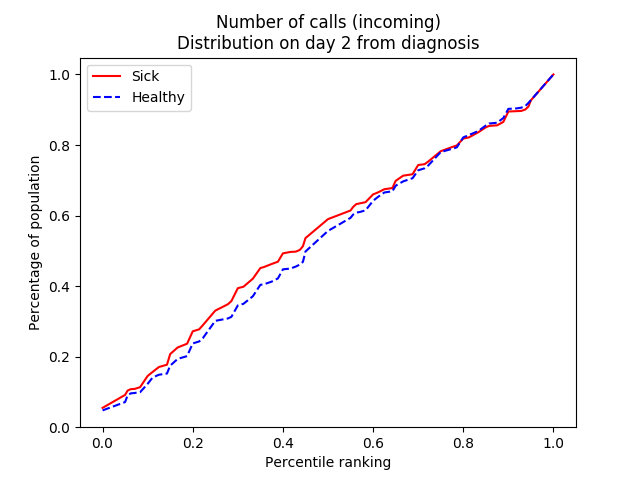 Number of calls (incoming)
Distribution on day 2 from diagnosis
Sick
Healthy
Percentage of population
1.0
0.8
0.6
0.4
0.2
0.0
0.0 0.2 0.4 0.6 0.8 1.0
Percentile ranking